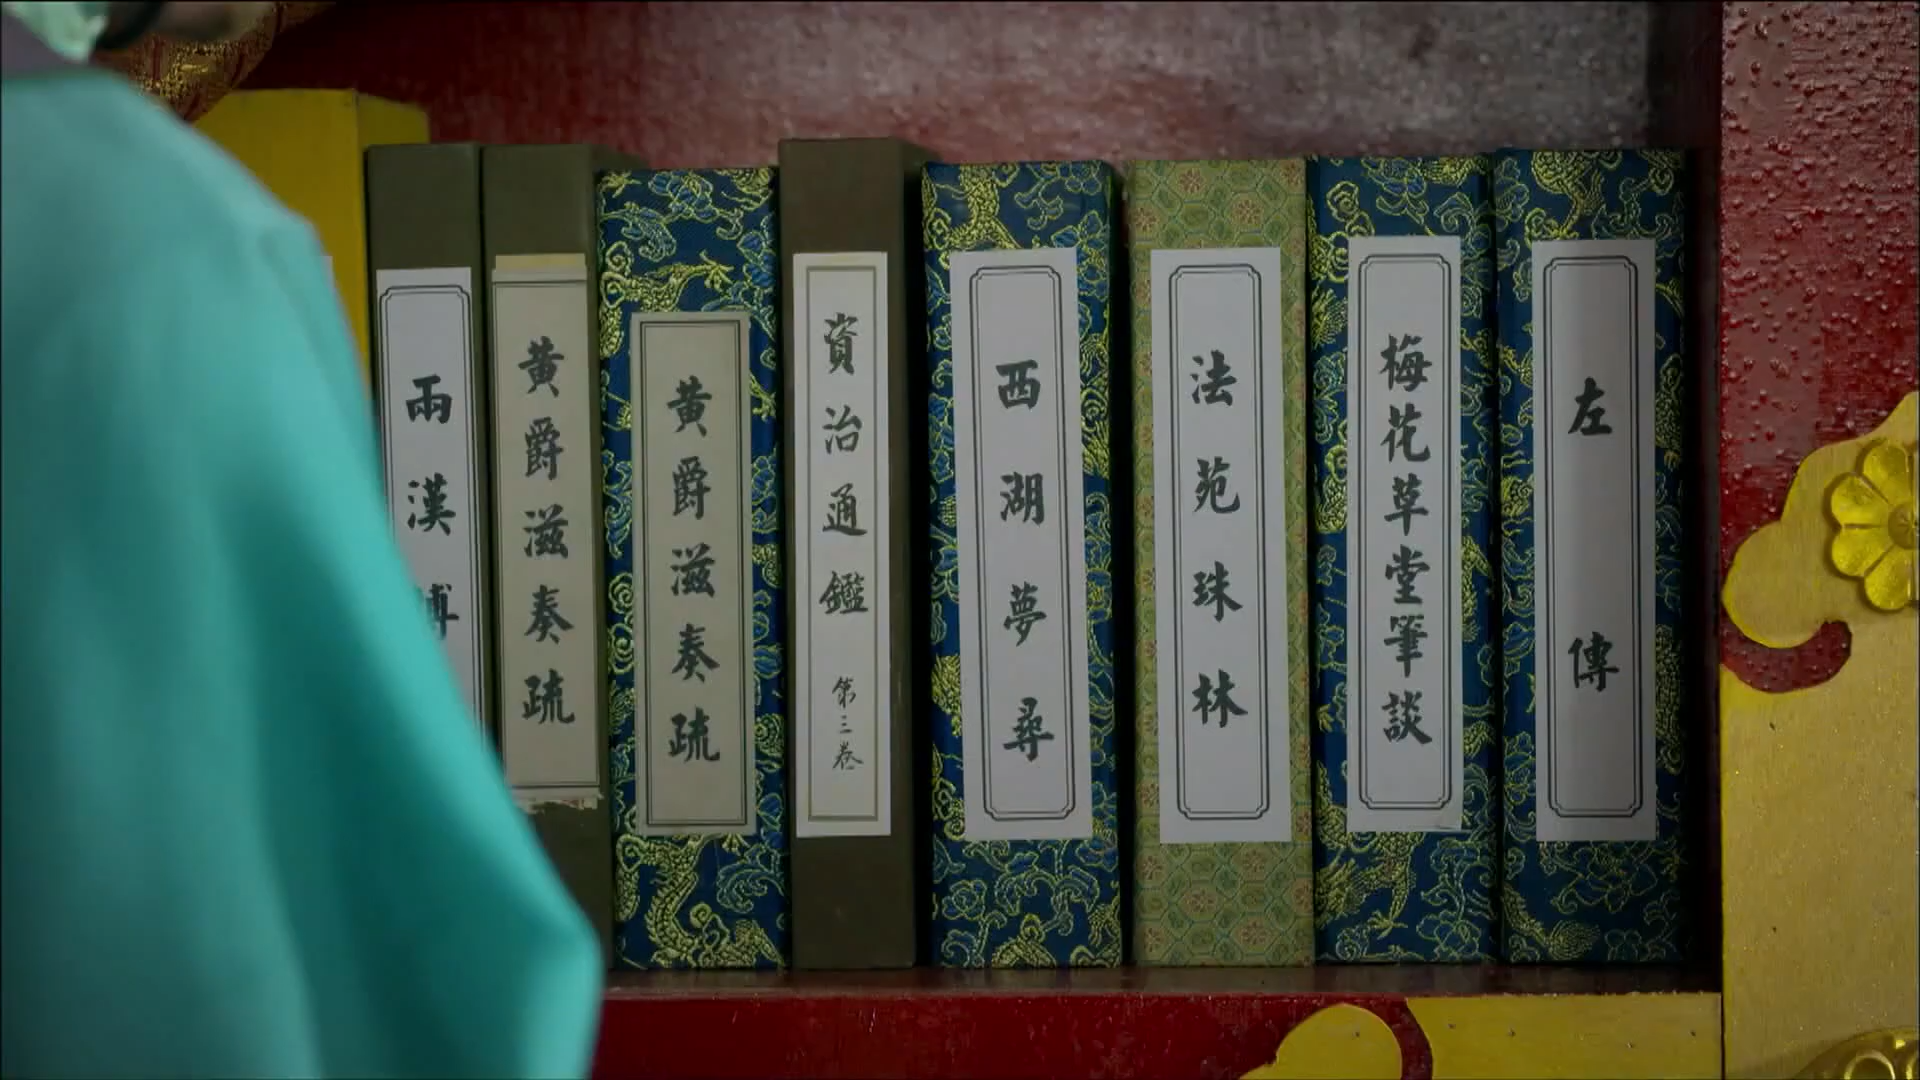 兩漢博
黃爵滋奏疏
黃爵滋奏疏
資治通鑑 第三卷
西湖夢尋
法苑珠林
梅花草堂筆談
左傳